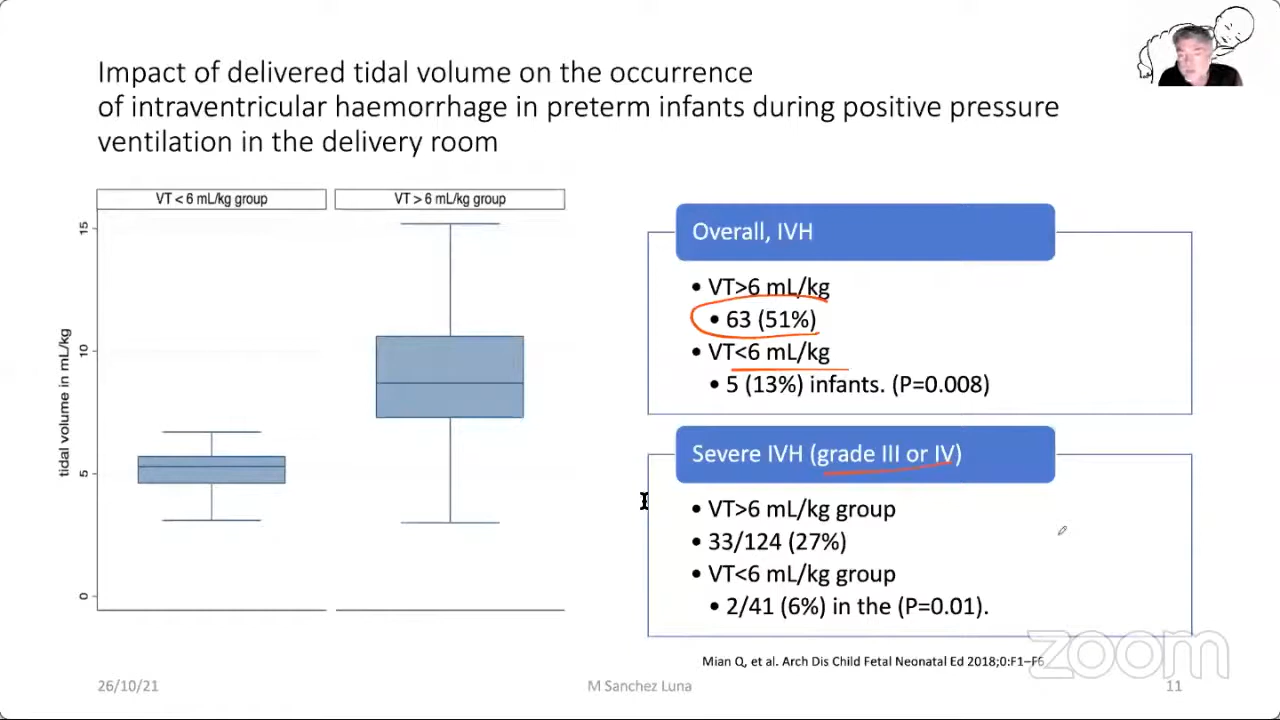 Impact of delivered tidal volume on the occurrence
of intraventricular haemorrhage in preterm infants during positive pressure
ventilation in the delivery room
VT < 6 mL/kg group
VT > 6 mL/kg group
tidal volume in mL/kg
15
10
5
0
Overall, IVH
• VT>6 mL/kg
• 63 (51%)
• VT<6 mL/kg
• 5 (13%) infants. (P=0.008)
Severe IVH (grade III or IV)
• VT>6 mL/kg group
• 33/124 (27%)
• VT<6 mL/kg group
• 2/41 (6%) in the (P=0.01).
Mian Q, et al. Arch Dis Child Fetal Neonatal Ed 2018;0:F1–F6
zoom
26/10/21
M Sanchez Luna
11